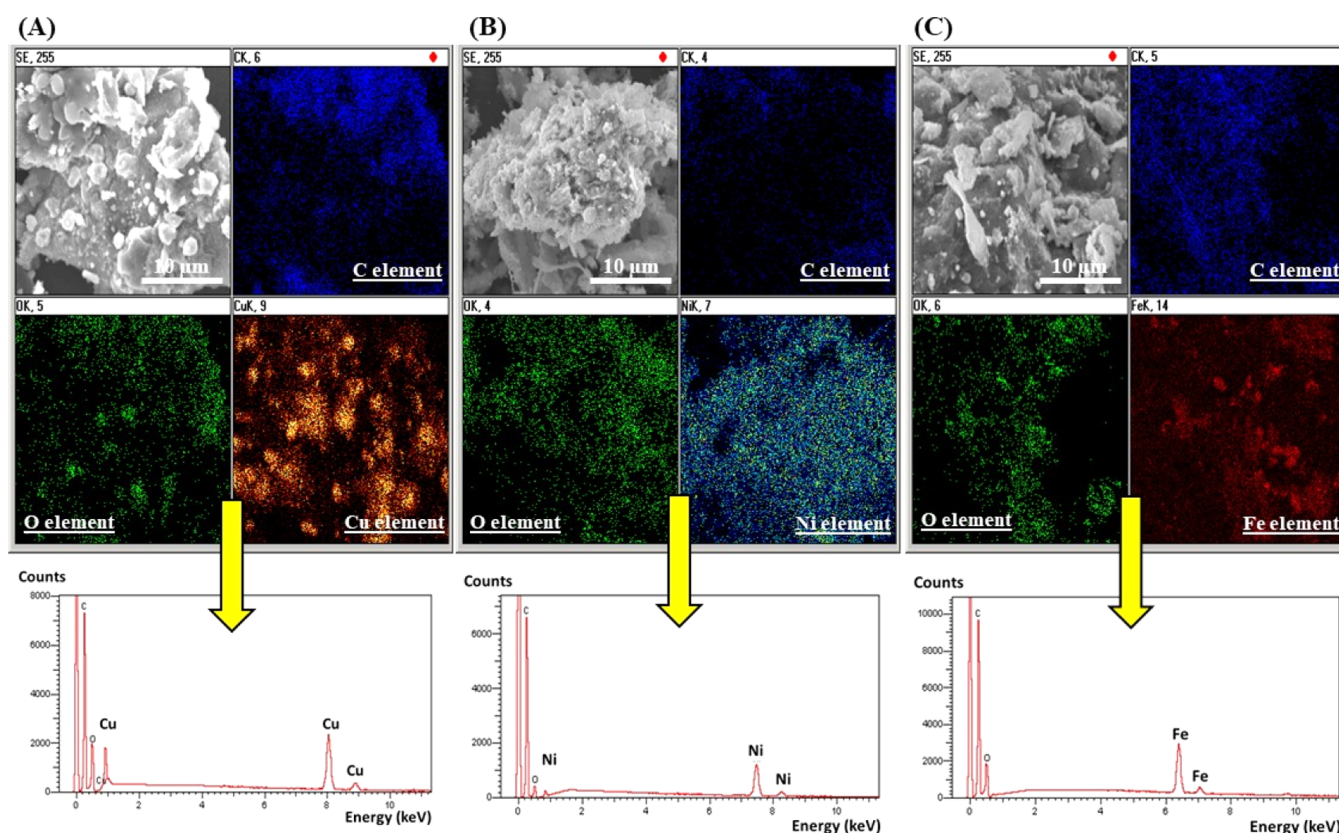 (A)
SE, 255
CK, 6
10 µm
C element
OK, 5
CuK, 9
O element
Cu element
(B)
SE, 255
CK, 4
10 µm
C element
OK, 4
NiK, 7
O element
Ni element
(C)
SE, 255
CK, 5
10 µm
C element
OK, 6
FeK, 14
O element
Fe element
Counts
8000
6000
4000
2000
0
C
O
Cu
Cu
Cu
Cu
0 2 4 6 8 10
Energy (keV)
Counts
6000
4000
2000
0
C
O
Ni
Ni
Ni
0 2 4 6 8 10
Energy (keV)
Counts
10000
8000
6000
4000
2000
0
C
O
Fe
Fe
0 2 4 6 8 10
Energy (keV)